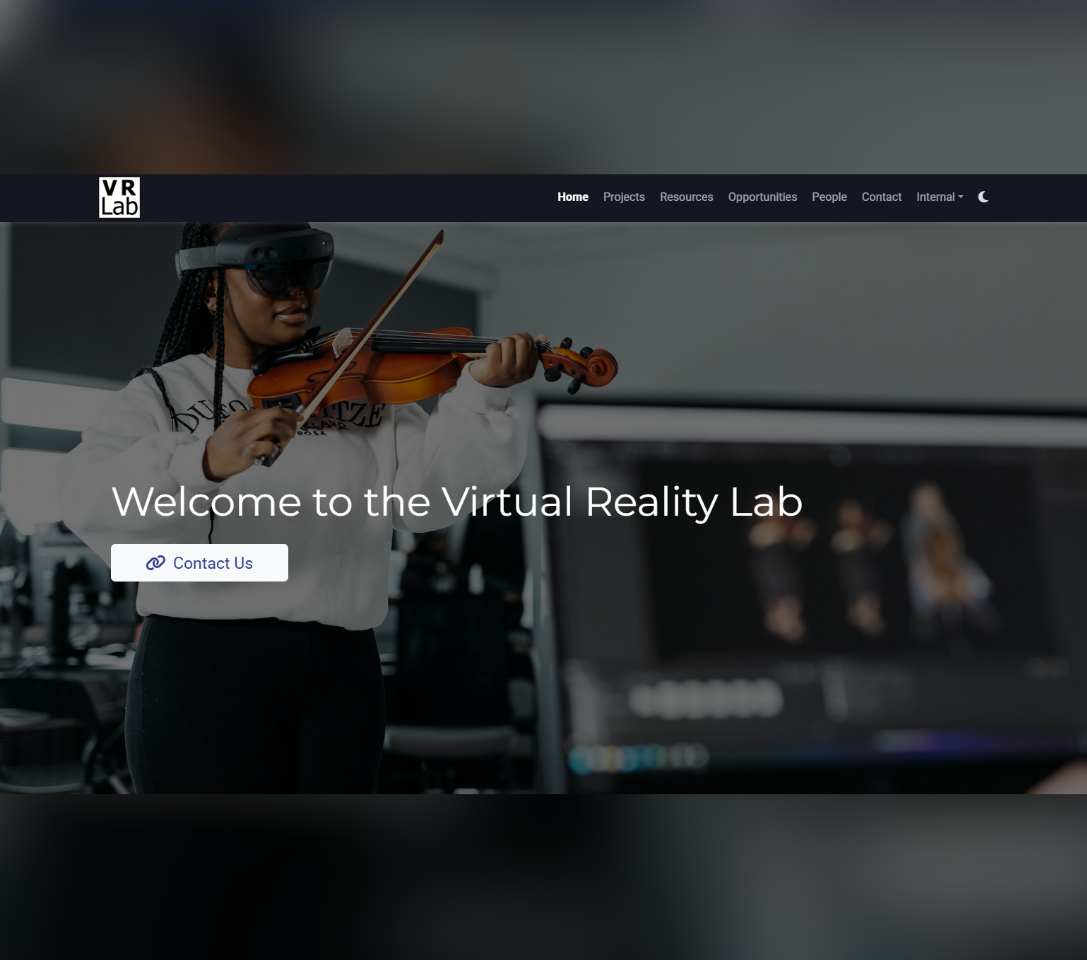 VR
Lab
Home Projects Resources Opportunities People Contact Internal
Welcome to the Virtual Reality Lab
Contact Us